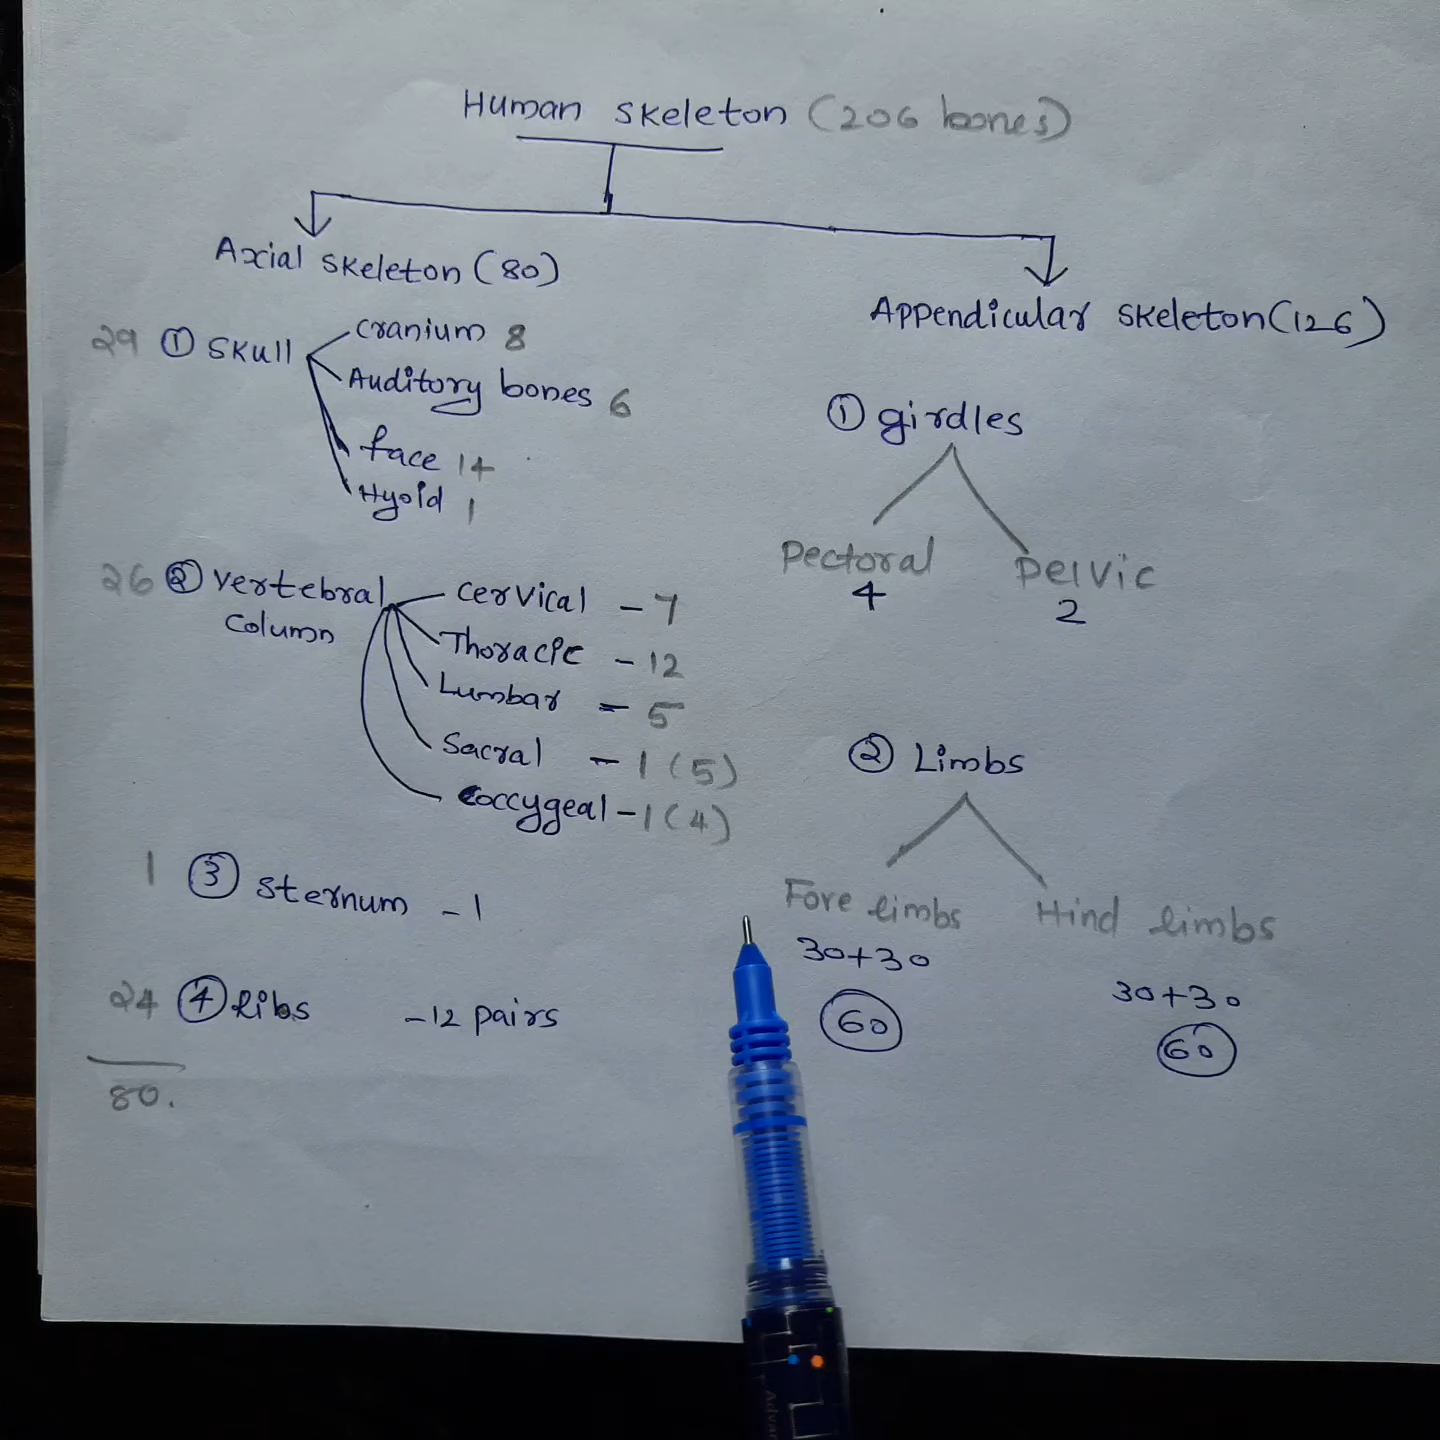 Human skeleton (206 bones)
Axial skeleton (80)
29 ① Skull
cranium 8
Auditory bones 6
face 14
Hyoid 1
26 ② Vertebral column
cervical - 7
Thoracic - 12
Lumbar - 5
Sacral - 1 (5)
coccygeal - 1 (4)
1 ③ Sternum - 1
24 ④ Ribs - 12 pairs
80.
Appendicular skeleton (126)
① girdles
Pectoral
4
Pelvic
2
② Limbs
Fore limbs
30+30
60
Hind limbs
30+30
60